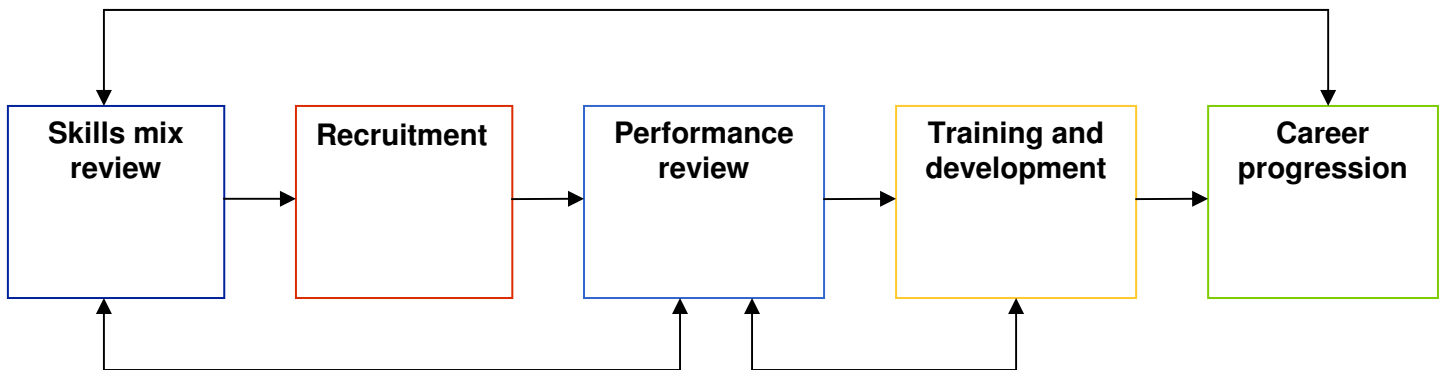 Skills mix
review
Recruitment
Performance
review
Training and
development
Career
progression